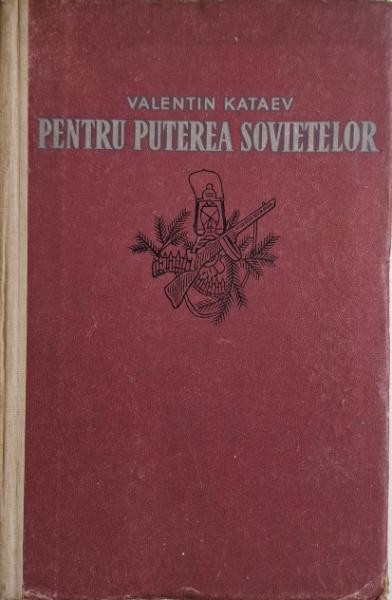 VALENTIN KATAEV
PENTRU PUTEREA SOVIETELOR